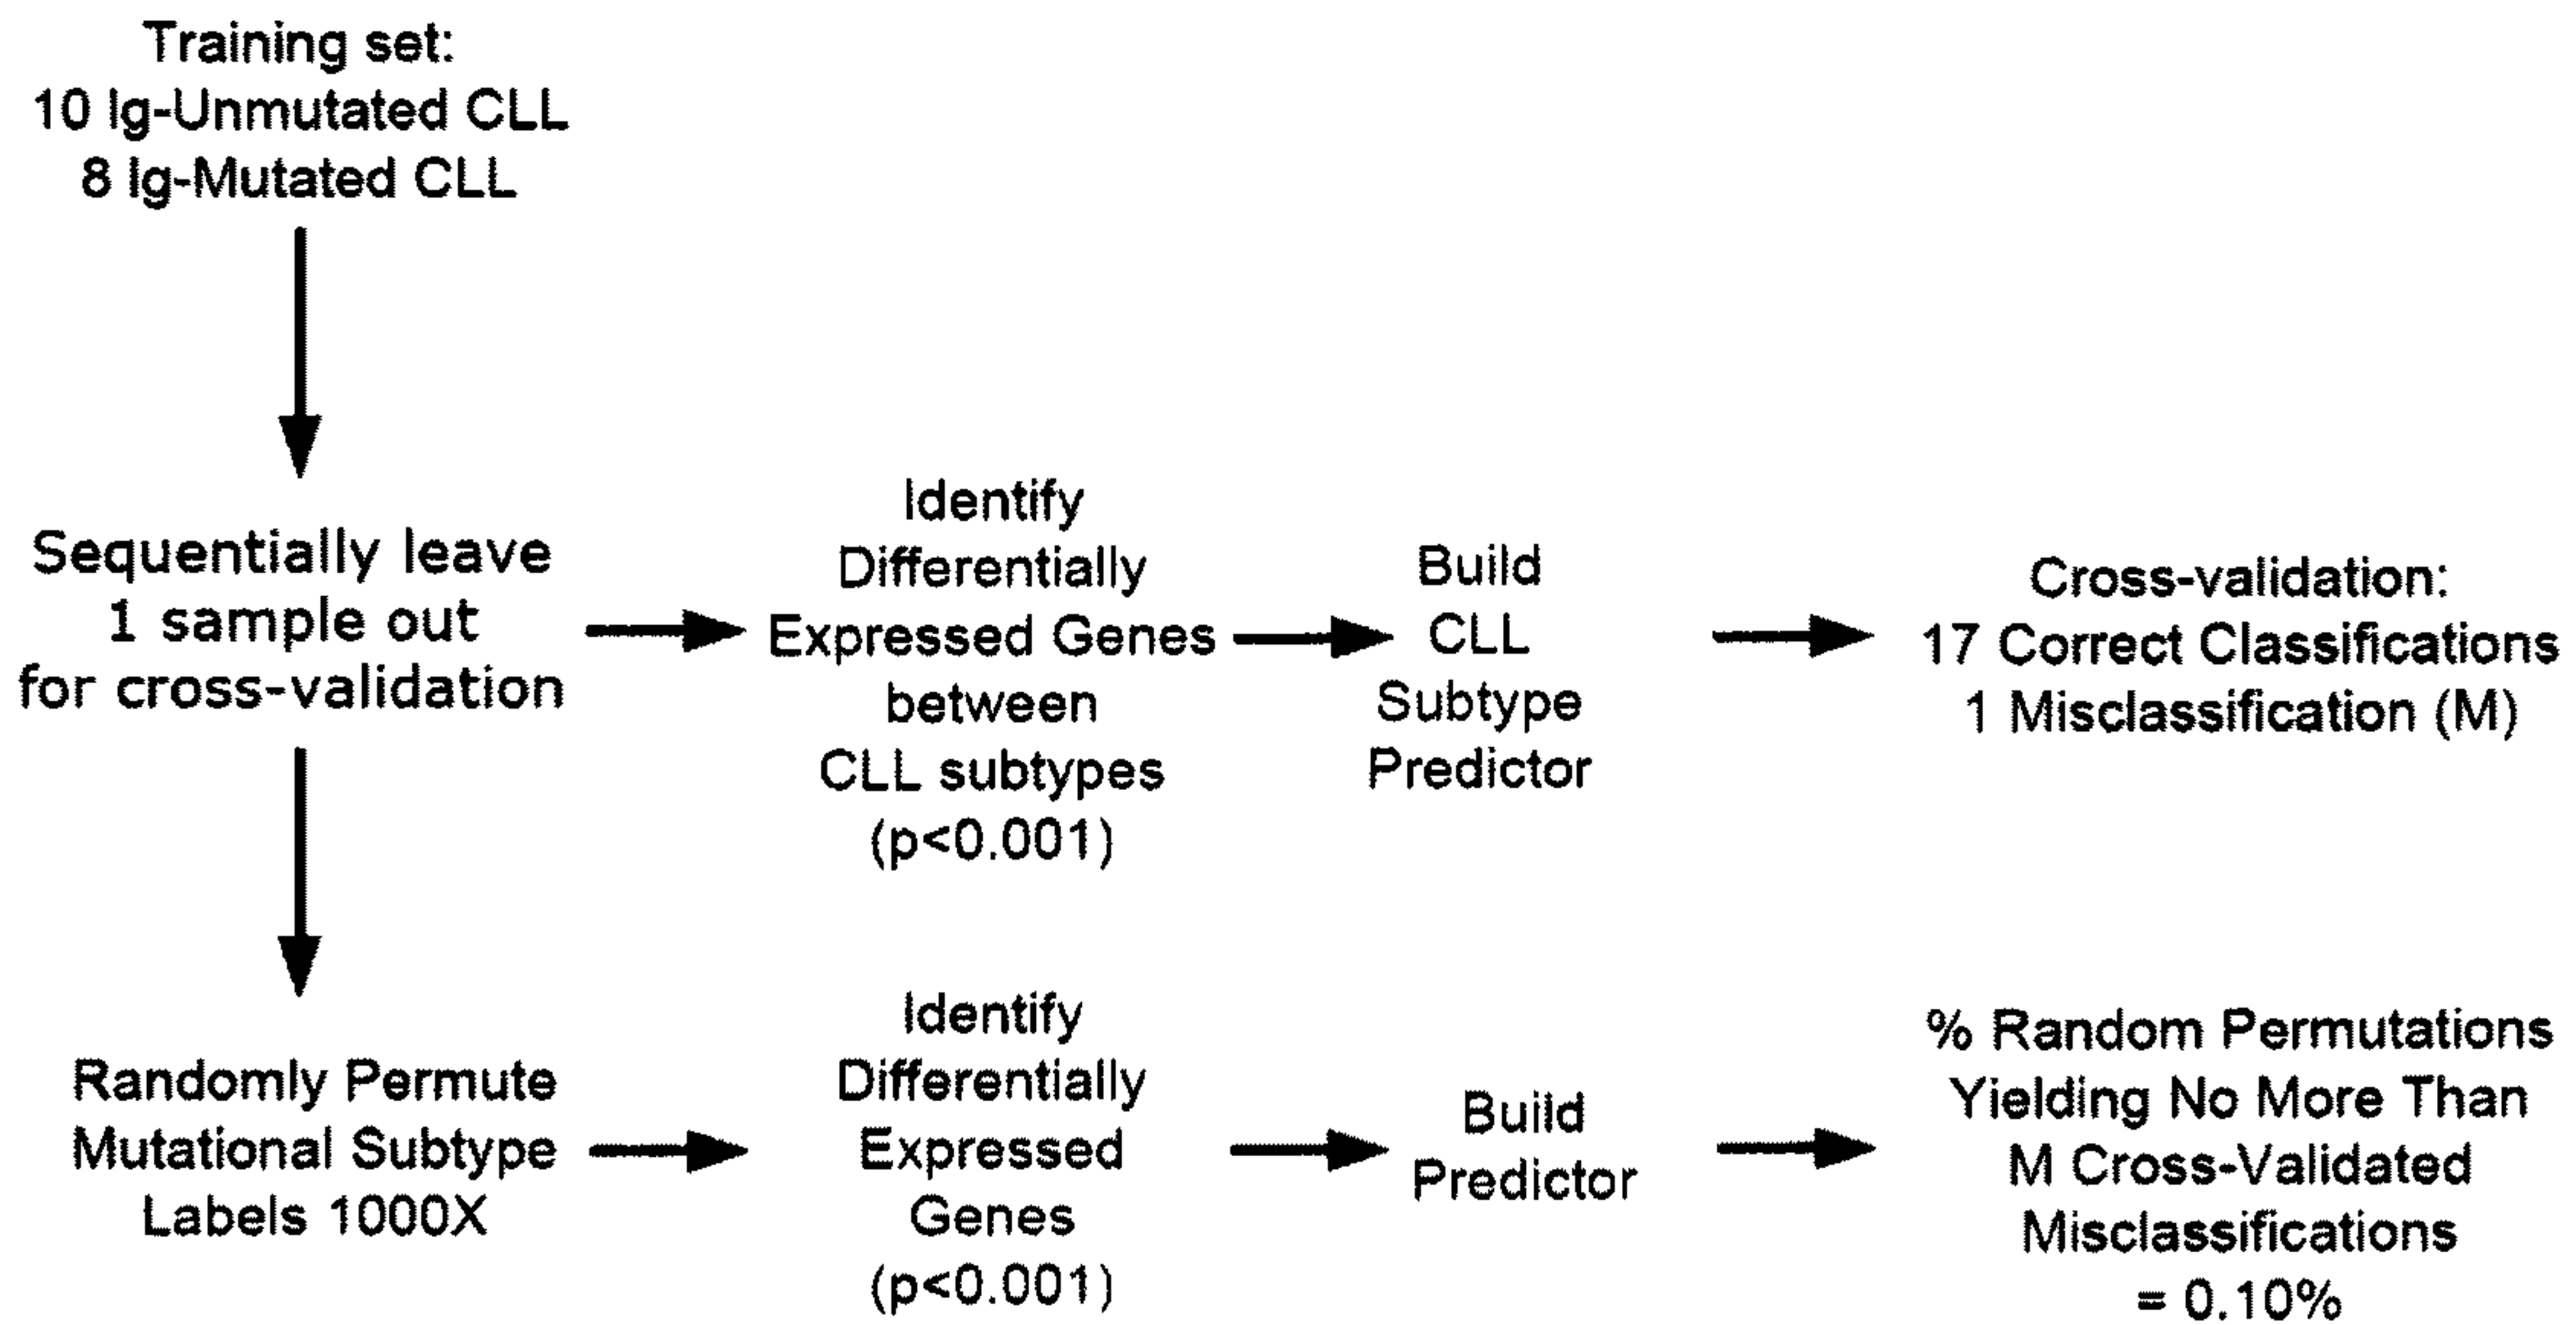 Training set:
10 Ig-Unmutated CLL
8 Ig-Mutated CLL
Sequentially leave
1 sample out
for cross-validation
Identify
Differentially
Expressed Genes
between
CLL subtypes
(p<0.001)
Build
CLL
Subtype
Predictor
Cross-validation:
17 Correct Classifications
1 Misclassification (M)
Randomly Permute
Mutational Subtype
Labels 1000X
Identify
Differentially
Expressed
Genes
(p<0.001)
Build
Predictor
% Random Permutations
Yielding No More Than
M Cross-Validated
Misclassifications
= 0.10%